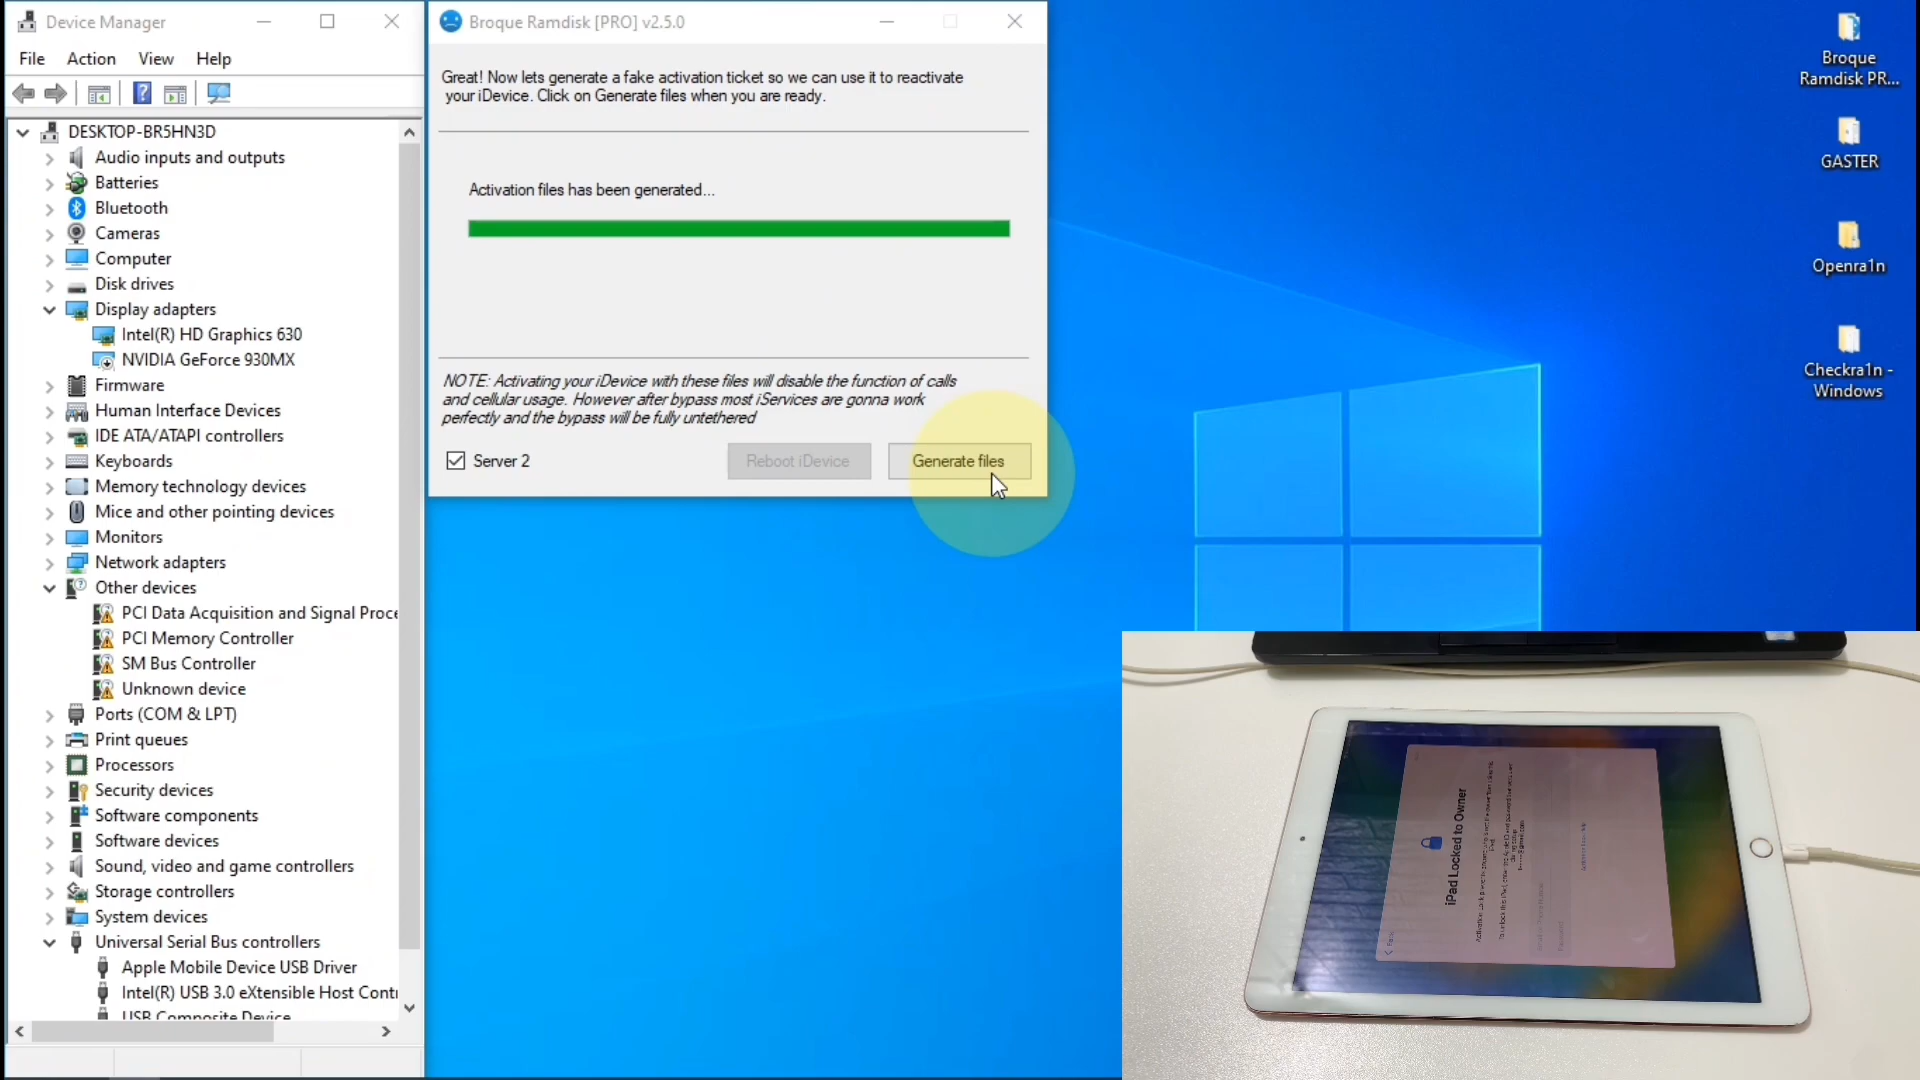 Device Manager
File Action View Help
DESKTOP-BR5HN3D
Audio inputs and outputs
Batteries
Bluetooth
Cameras
Computer
Disk drives
Display adapters
Intel(R) HD Graphics 630
NVIDIA GeForce 930MX
Firmware
Human Interface Devices
IDE ATA/ATAPI controllers
Keyboards
Memory technology devices
Mice and other pointing devices
Monitors
Network adapters
Other devices
PCI Data Acquisition and Signal Proce
PCI Memory Controller
SM Bus Controller
Unknown device
Ports (COM & LPT)
Print queues
Processors
Security devices
Software components
Software devices
Sound, video and game controllers
Storage controllers
System devices
Universal Serial Bus controllers
Apple Mobile Device USB Driver
Intel(R) USB 3.0 eXtensible Host Cont
USB Composite Device
Broque Ramdisk [PRO] v2.5.0
Great! Now lets generate a fake activation ticket so we can use it to reactivate
your iDevice. Click on Generate files when you are ready.
Activation files has been generated...
NOTE: Activating your iDevice with these files will disable the function of calls
and cellular usage. However after bypass most iServices are gonna work
perfectly and the bypass will be fully untethered
Server 2
Reboot iDevice
Generate files
Broque
Ramdisk PR...
GASTER
Openra1n
Checkra1n -
Windows
iPad Locked to Owner